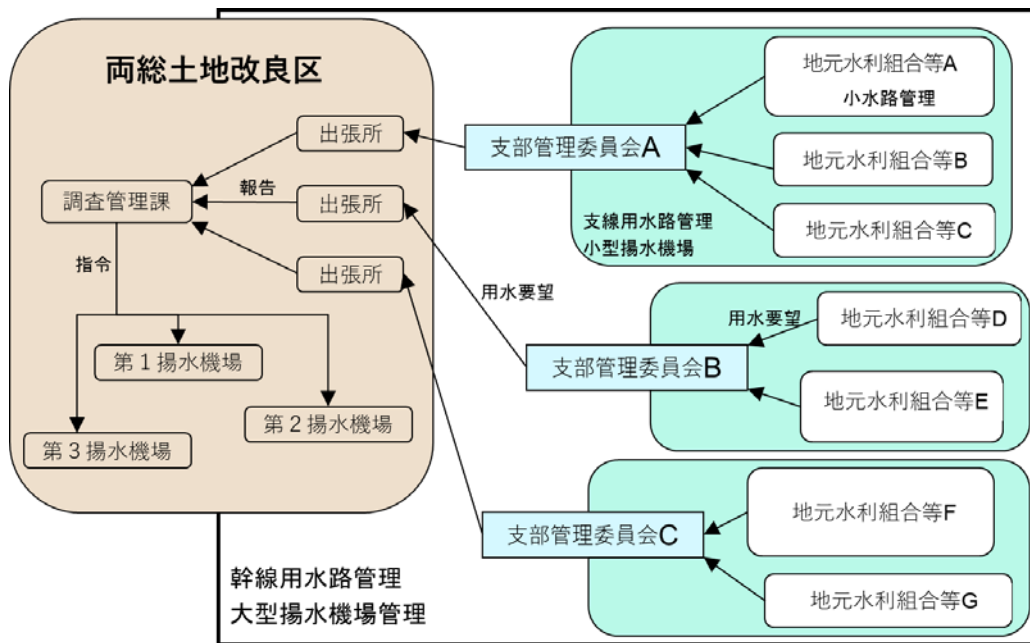 両総土地改良区
出張所
調査管理課
報告
出張所
出張所
指令
第１揚水機場
第２揚水機場
第３揚水機場
幹線用水路管理
大型揚水機場管理
支部管理委員会A
地元水利組合等A
小水路管理
地元水利組合等B
地元水利組合等C
支線用水路管理
小型揚水機場
用水要望
用水要望
支部管理委員会B
地元水利組合等D
地元水利組合等E
支部管理委員会C
地元水利組合等F
地元水利組合等G